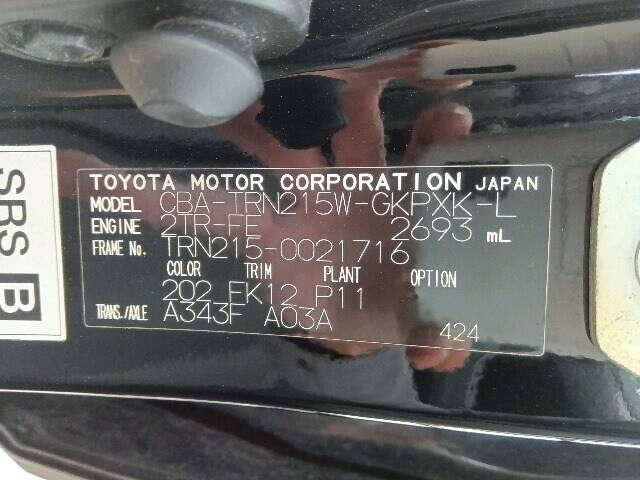 TOYOTA MOTOR CORPORATION JAPAN
MODEL CBA-TRN215W-GKPXK-L
ENGINE 2TR-FE 2693 mL
FRAME No. TRN215-0021716
COLOR TRIM PLANT OPTION
202 FK12 P11
TRANS./AXLE A343F A03A
424
SRS B